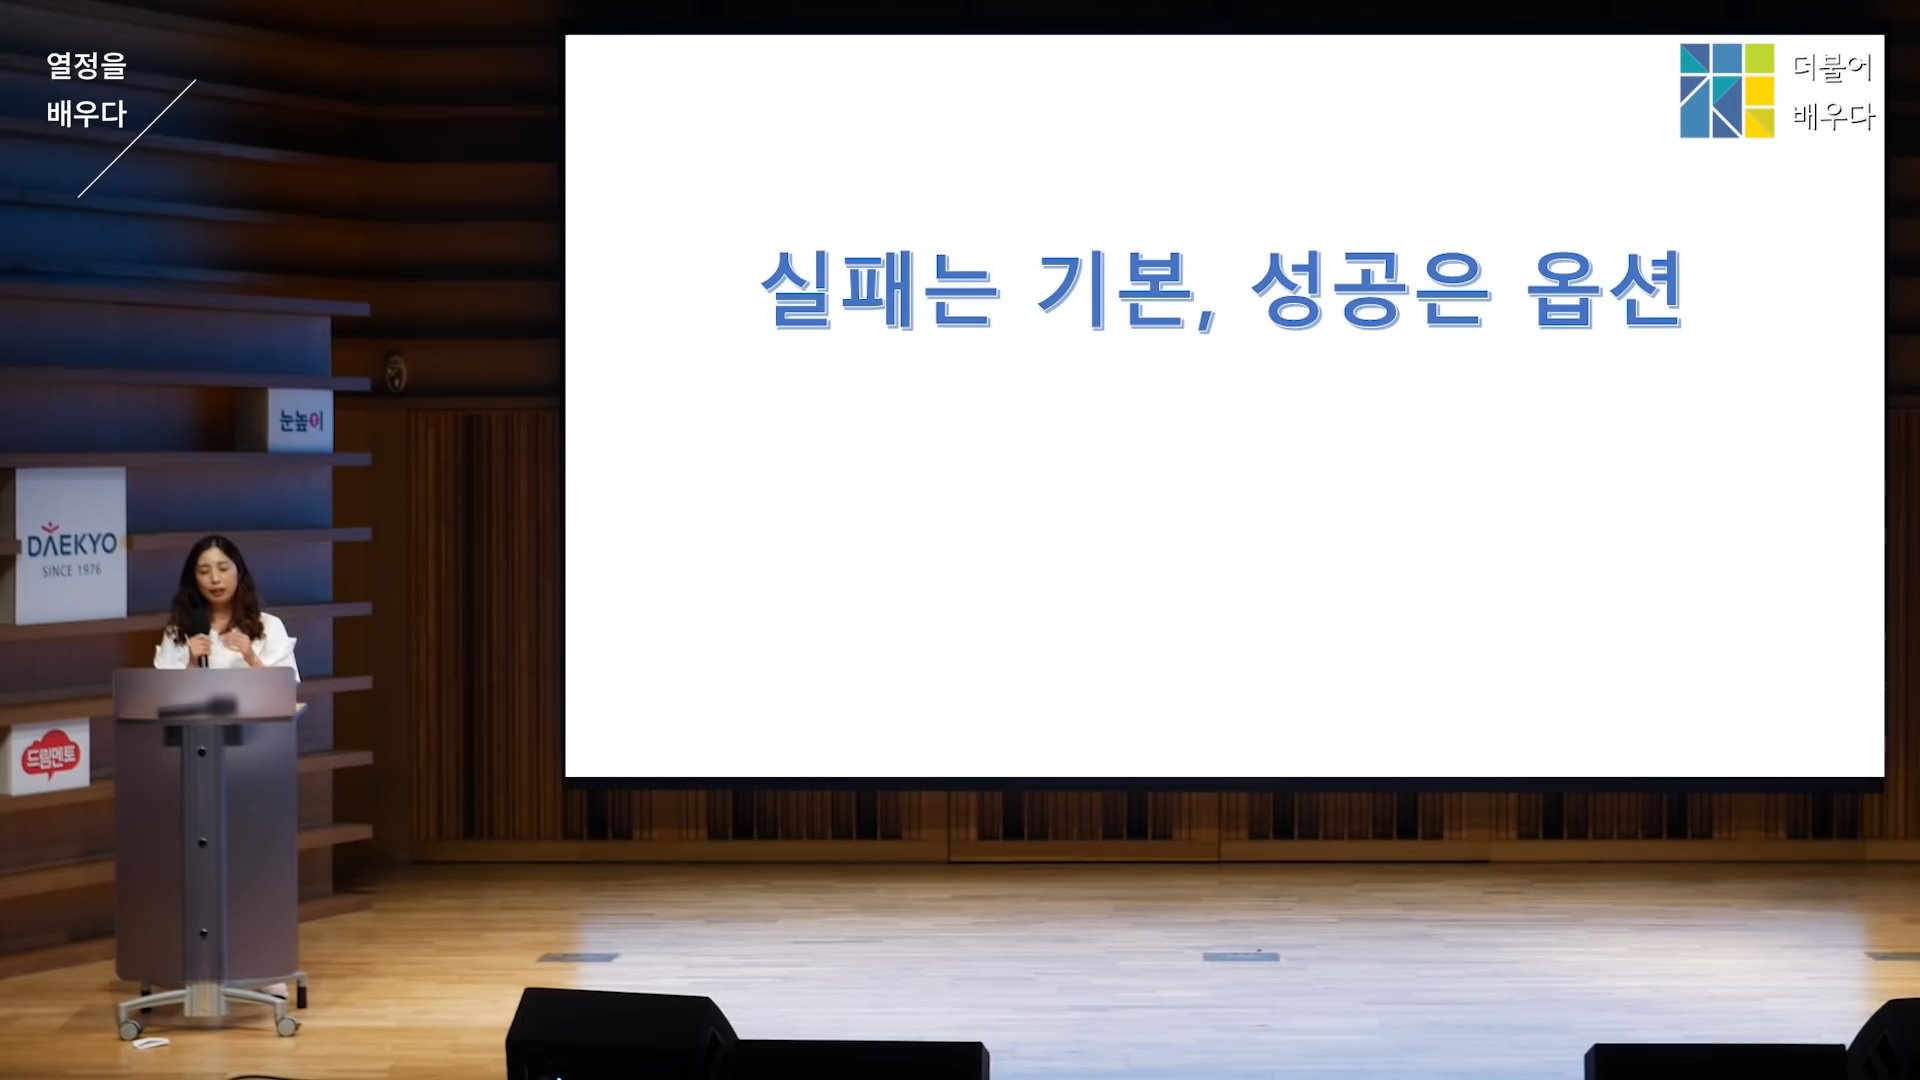 열정을
배우다
더불어
배우다
실패는 기본, 성공은 옵션
눈높이
DAEKYO
SINCE 1976
드림멘토